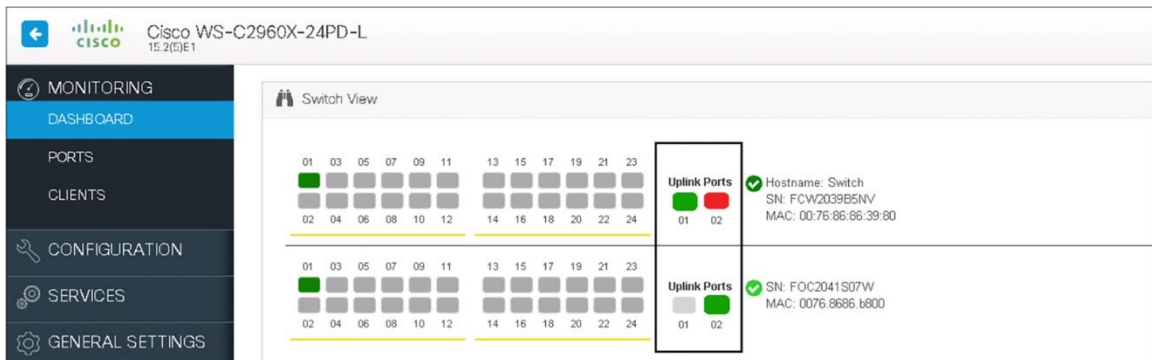 CISCO
Cisco WS-C2960X-24PD-L
15.2(5)E1
MONITORING
DASHBOARD
PORTS
CLIENTS
CONFIGURATION
SERVICES
GENERAL SETTINGS
Switch View
01 03 05 07 09 11 13 15 17 19 21 23
02 04 06 08 10 12 14 16 18 20 22 24
Uplink Ports
01 02
Hostname: Switch
SN: FCW2039B5NV
MAC: 00:76:86:86:39:80
01 03 05 07 09 11 13 15 17 19 21 23
02 04 06 08 10 12 14 16 18 20 22 24
Uplink Ports
01 02
SN: FOC2041S07W
MAC: 0076.8686.b800